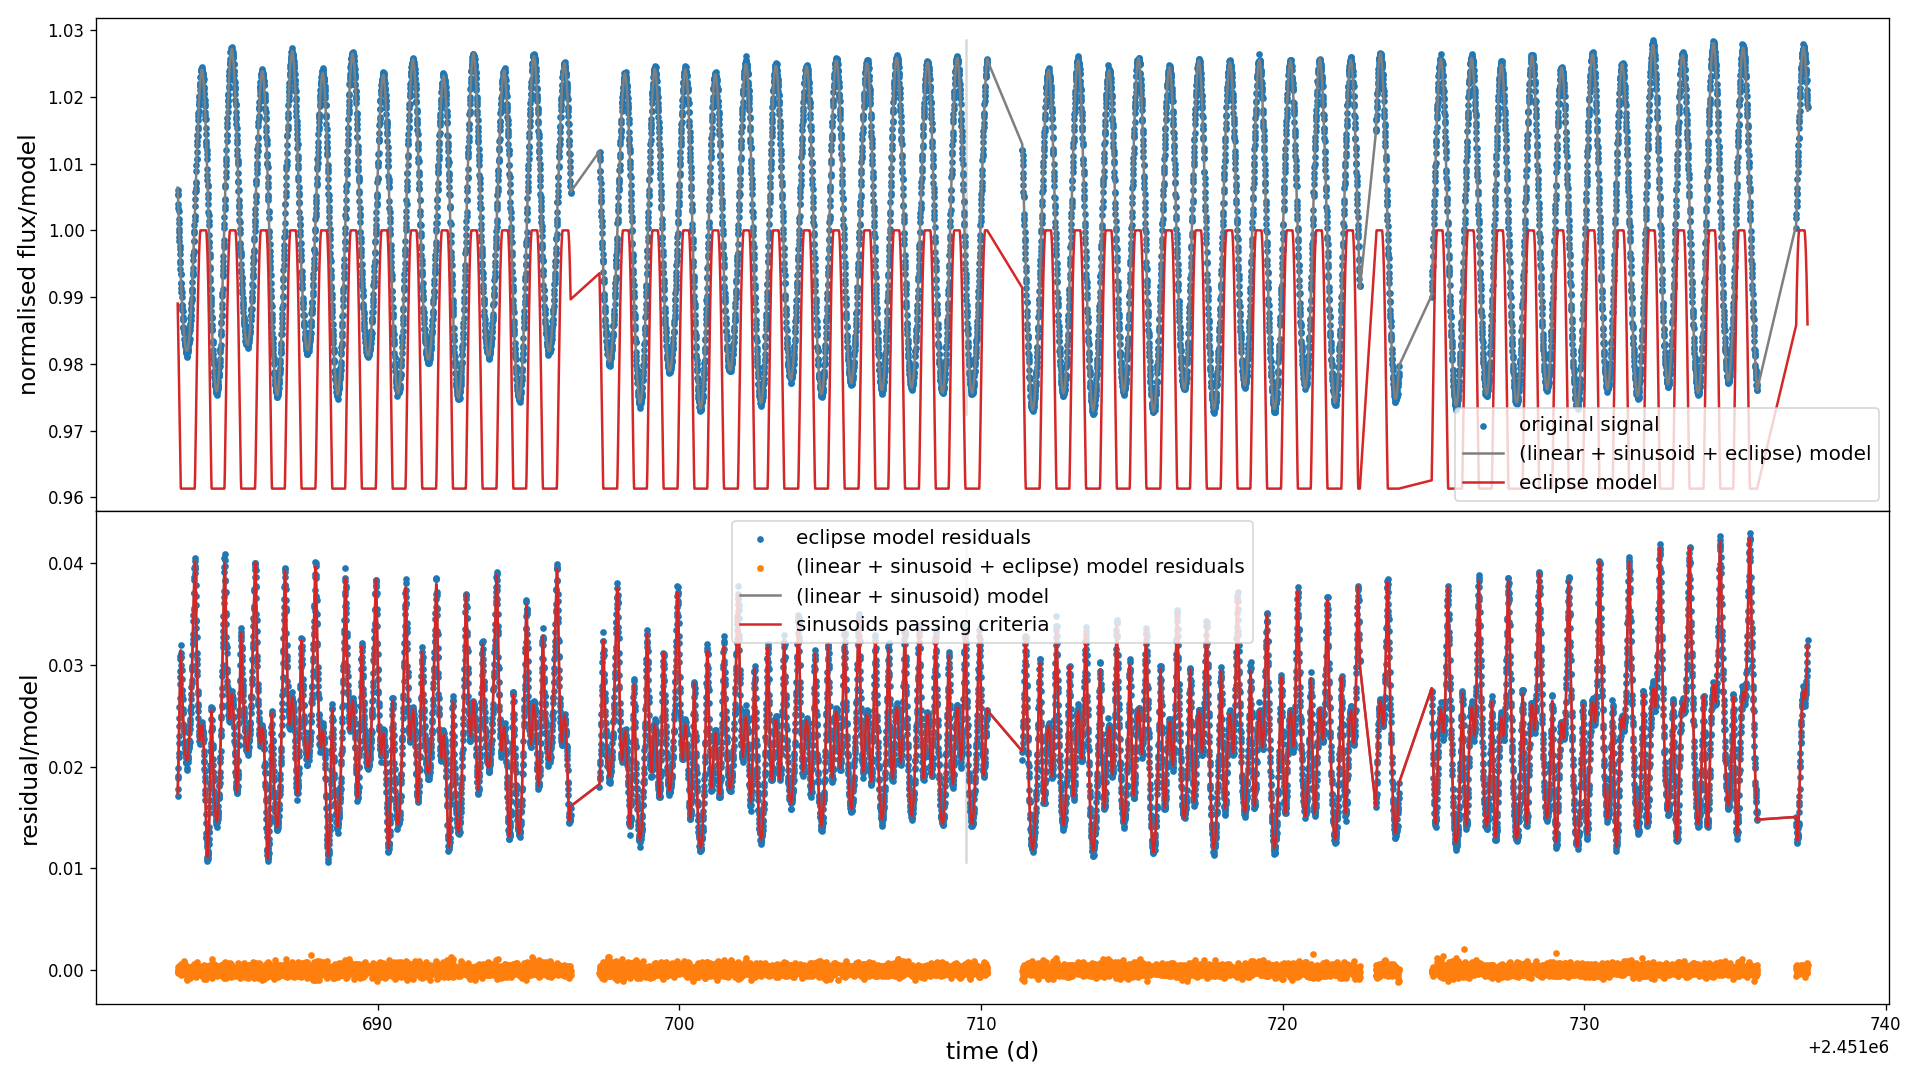 normalised flux/model
1.03
1.02
1.01
1.00
0.99
0.98
0.97
0.96
original signal
(linear + sinusoid + eclipse) model
eclipse model
residual/model
0.04
0.03
0.02
0.01
0.00
eclipse model residuals
(linear + sinusoid + eclipse) model residuals
(linear + sinusoid) model
sinusoids passing criteria
690 700 710 720 730 740
time (d)
+2.451e6